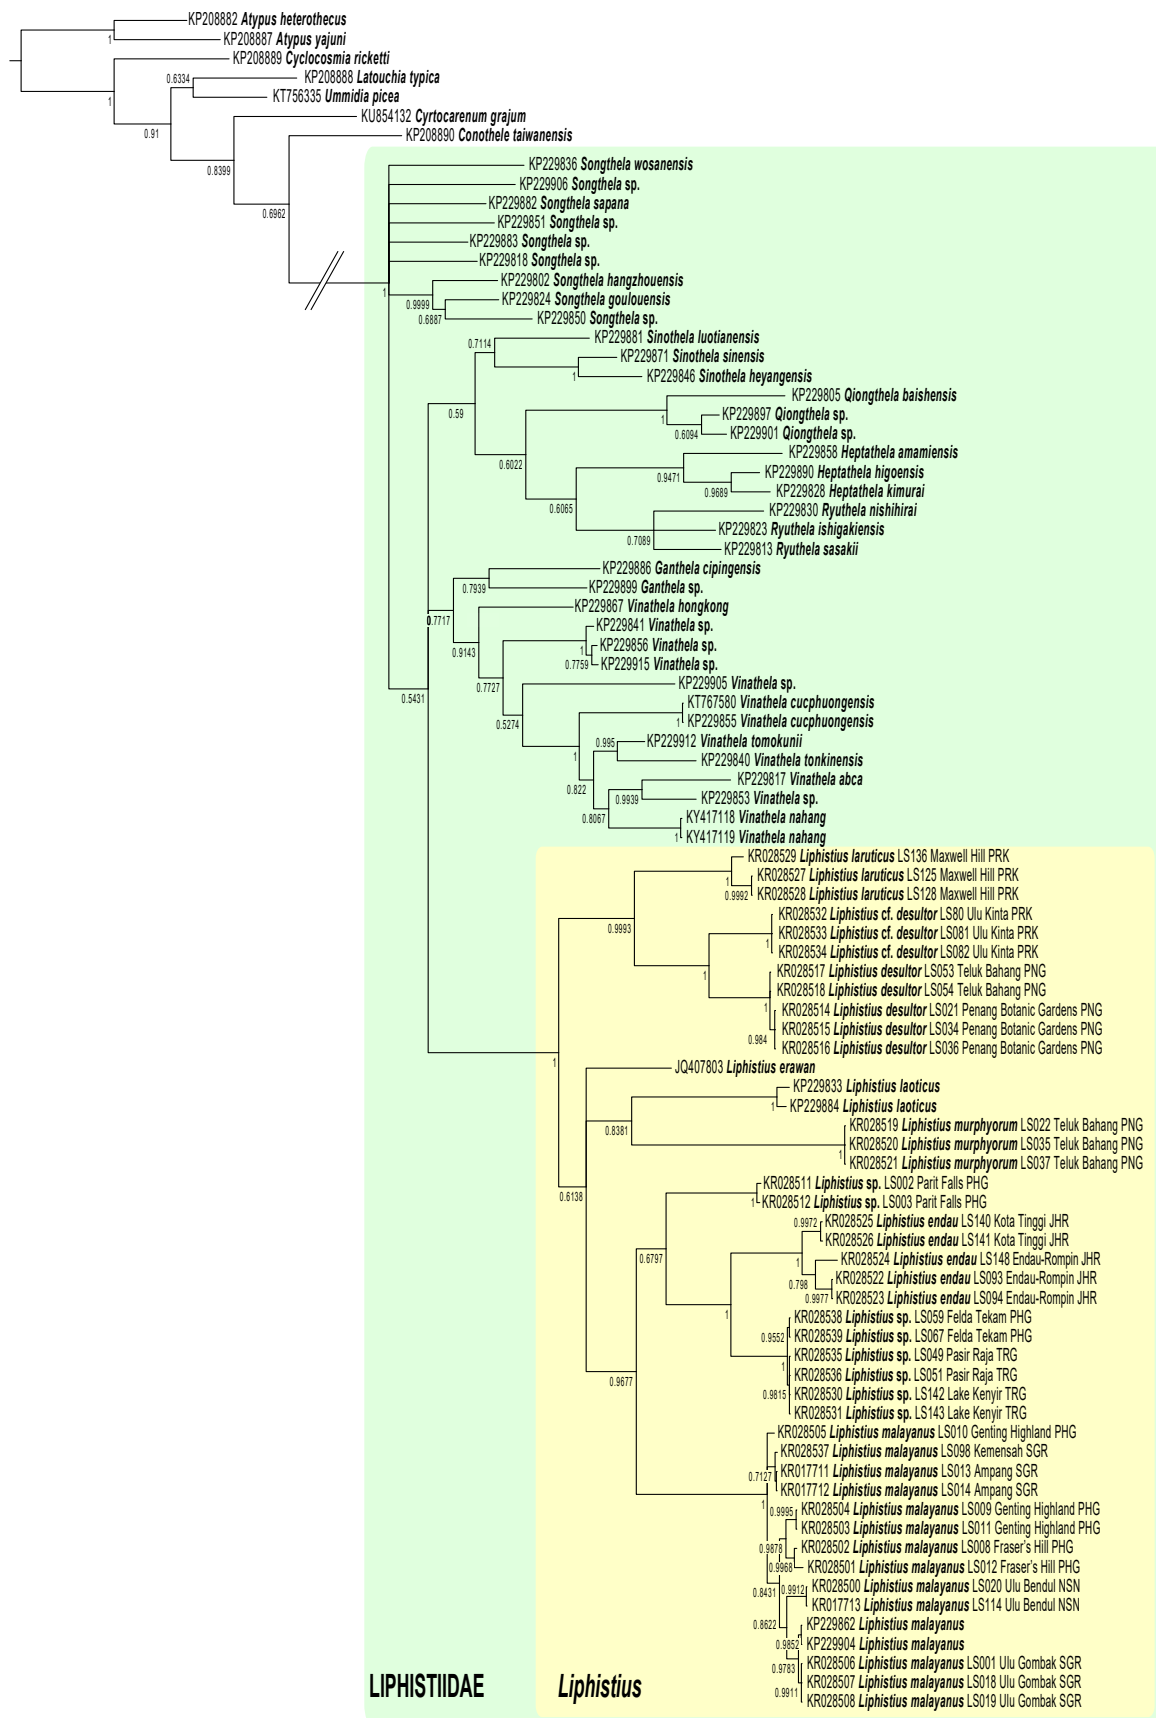 KP208882 Atypus heterothecus
1
KP208887 Atypus yajuni
KP208889 Cyclocosmia ricketti
0.6334
KP208888 Latouchia typica
1
KT756335 Ummidia picea
KU854132 Cyrtocarenum grajum
0.91
KP208890 Conothele taiwanensis
0.8399
KP229836 Songthela wosanensis
KP229906 Songthela sp.
KP229882 Songthela sapana
0.6962
KP229851 Songthela sp.
KP229883 Songthela sp.
KP229818 Songthela sp.
KP229802 Songthela hangzhouensis
1
0.9999
KP229824 Songthela goulouensis
0.6887
KP229850 Songthela sp.
KP229881 Sinothela luotianensis
0.7114
KP229871 Sinothela sinensis
1
KP229846 Sinothela heyangensis
KP229805 Qiongthela baishensis
0.59
1
KP229897 Qiongthela sp.
0.6094
KP229901 Qiongthela sp.
KP229858 Heptathela amamiensis
0.6022
0.9471
KP229890 Heptathela higoensis
0.9689
KP229828 Heptathela kimurai
0.6065
KP229830 Ryuthela nishihirai
KP229823 Ryuthela ishigakiensis
0.7089
KP229813 Ryuthela sasakii
KP229886 Ganthela cipingensis
0.7939
KP229899 Ganthela sp.
KP229867 Vinathela hongkong
0.7717
KP229841 Vinathela sp.
0.9143
1
KP229856 Vinathela sp.
0.7759
KP229915 Vinathela sp.
0.7727
KP229905 Vinathela sp.
0.5431
KT767580 Vinathela cucphuongensis
0.5274
1
KP229855 Vinathela cucphuongensis
0.995
KP229912 Vinathela tomokunii
1
KP229840 Vinathela tonkinensis
KP229817 Vinathela abca
0.822
0.9939
KP229853 Vinathela sp.
0.8067
KY417118 Vinathela nahang
1
KY417119 Vinathela nahang
KR028529 Liphistius laruticus LS136 Maxwell Hill PRK
1
KR028527 Liphistius laruticus LS125 Maxwell Hill PRK
0.9992
KR028528 Liphistius laruticus LS128 Maxwell Hill PRK
KR028532 Liphistius cf. desultor LS80 Ulu Kinta PRK
0.9993
KR028533 Liphistius cf. desultor LS081 Ulu Kinta PRK
1
KR028534 Liphistius cf. desultor LS082 Ulu Kinta PRK
1
KR028517 Liphistius desultor LS053 Teluk Bahang PNG
KR028518 Liphistius desultor LS054 Teluk Bahang PNG
1
KR028514 Liphistius desultor LS021 Penang Botanic Gardens PNG
KR028515 Liphistius desultor LS034 Penang Botanic Gardens PNG
0.984
KR028516 Liphistius desultor LS036 Penang Botanic Gardens PNG
1
JQ407803 Liphistius erawan
KP229833 Liphistius laoticus
1
KP229884 Liphistius laoticus
0.8381
KR028519 Liphistius murphyorum LS022 Teluk Bahang PNG
KR028520 Liphistius murphyorum LS035 Teluk Bahang PNG
1
KR028521 Liphistius murphyorum LS037 Teluk Bahang PNG
0.6138
KR028511 Liphistius sp. LS002 Parit Falls PHG
1
KR028512 Liphistius sp. LS003 Parit Falls PHG
0.9972
KR028525 Liphistius endau LS140 Kota Tinggi JHR
KR028526 Liphistius endau LS141 Kota Tinggi JHR
0.6797
1
KR028524 Liphistius endau LS148 Endau-Rompin JHR
0.798
KR028522 Liphistius endau LS093 Endau-Rompin JHR
0.9977
KR028523 Liphistius endau LS094 Endau-Rompin JHR
1
KR028538 Liphistius sp. LS059 Felda Tekam PHG
0.9552
KR028539 Liphistius sp. LS067 Felda Tekam PHG
KR028535 Liphistius sp. LS049 Pasir Raja TRG
1
KR028536 Liphistius sp. LS051 Pasir Raja TRG
0.9677
0.9815
KR028530 Liphistius sp. LS142 Lake Kenyir TRG
KR028531 Liphistius sp. LS143 Lake Kenyir TRG
KR028505 Liphistius malayanus LS010 Genting Highland PHG
KR028537 Liphistius malayanus LS098 Kemensah SGR
0.7127
KR017711 Liphistius malayanus LS013 Ampang SGR
KR017712 Liphistius malayanus LS014 Ampang SGR
1
0.9995
KR028504 Liphistius malayanus LS009 Genting Highland PHG
KR028503 Liphistius malayanus LS011 Genting Highland PHG
0.9878
KR028502 Liphistius malayanus LS008 Fraser's Hill PHG
0.9968
KR028501 Liphistius malayanus LS012 Fraser's Hill PHG
0.8431
0.9912
KR028500 Liphistius malayanus LS020 Ulu Bendul NSN
KR017713 Liphistius malayanus LS114 Ulu Bendul NSN
0.8622
KP229862 Liphistius malayanus
0.9852
KP229904 Liphistius malayanus
0.9783
KR028506 Liphistius malayanus LS001 Ulu Gombak SGR
KR028507 Liphistius malayanus LS018 Ulu Gombak SGR
0.9911
KR028508 Liphistius malayanus LS019 Ulu Gombak SGR
LIPHISTIIDAE
Liphistius